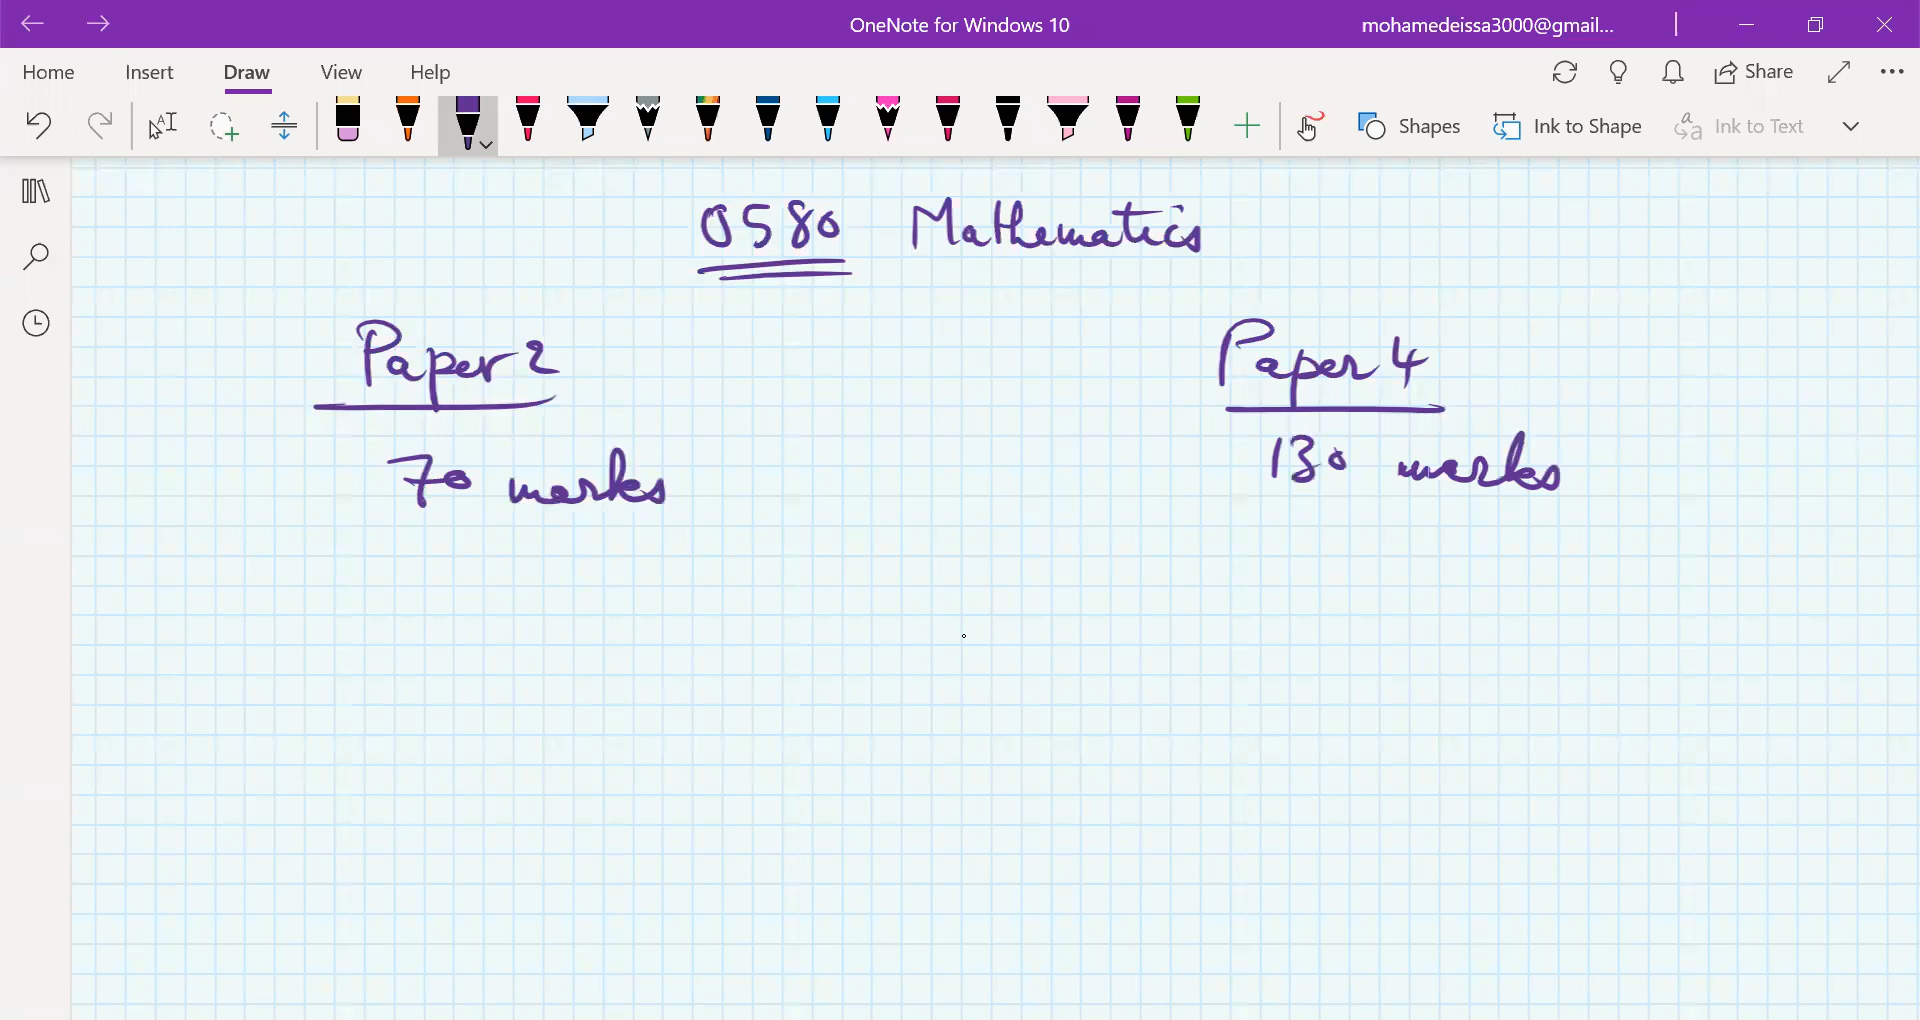 OneNote for Windows 10
mohamedeissa3000@gmail...
Home Insert Draw View Help
Share
Shapes Ink to Shape Ink to Text
0580 Mathematics
Paper 2 Paper 4
70 marks 130 marks